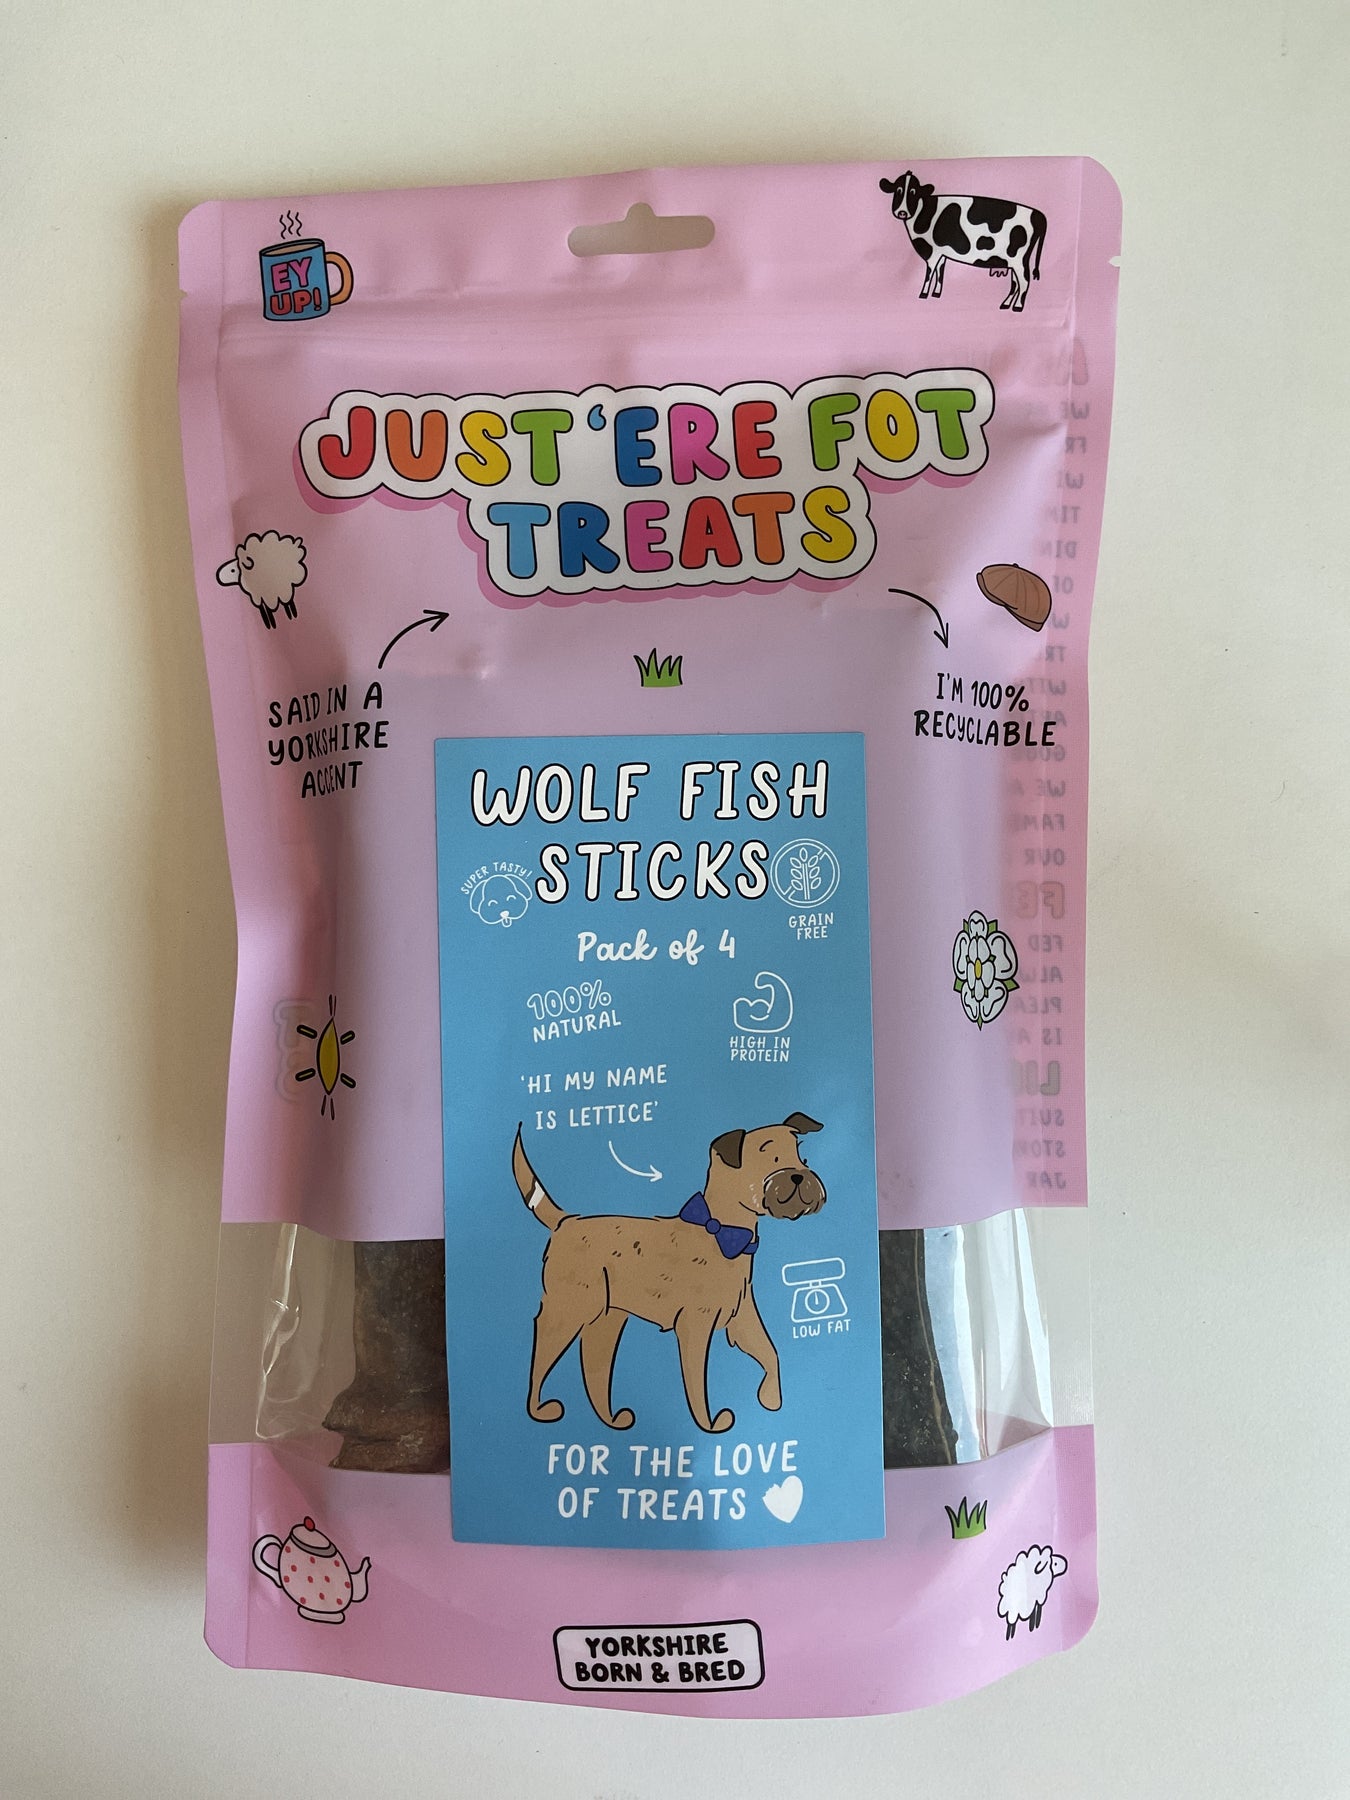 EY
UP!
JUST 'ERE FOT
TREATS
SAID IN A
YORKSHIRE
ACCENT
I'M 100%
RECYCLABLE
WOLF FISH
STICKS
SUPER TASTY!
GRAIN
FREE
Pack of 4
100%
NATURAL
HIGH IN
PROTEIN
'HI MY NAME
IS LETTICE'
LOW FAT
FOR THE LOVE
OF TREATS
YORKSHIRE
BORN & BRED